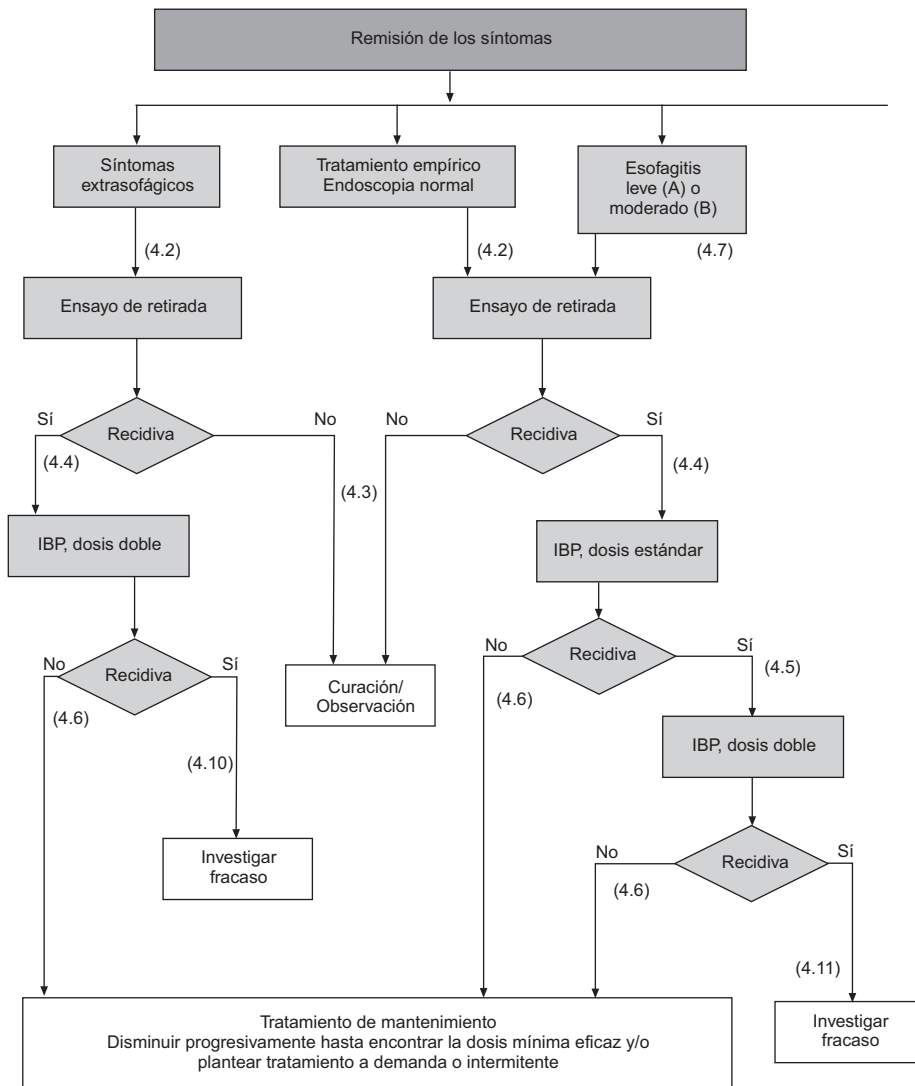 Remisión de los síntomas
Síntomas
extrasofágicos
Tratamiento empírico
Endoscopia normal
Esofagitis
leve (A) o
moderado (B)
(4.2)
(4.2)
(4.7)
Ensayo de retirada
Ensayo de retirada
Sí
Recidiva
No
No
Recidiva
Sí
(4.4)
(4.3)
(4.4)
IBP, dosis doble
IBP, dosis estándar
No
Recidiva
Sí
No
Recidiva
Sí
(4.6)
(4.10)
Curación/
Observación
(4.6)
(4.5)
IBP, dosis doble
Investigar
fracaso
No
Recidiva
Sí
(4.6)
(4.11)
Investigar
fracaso
Tratamiento de mantenimiento
Disminuir progresivamente hasta encontrar la dosis mínima eficaz y/o
plantear tratamiento a demanda o intermitente